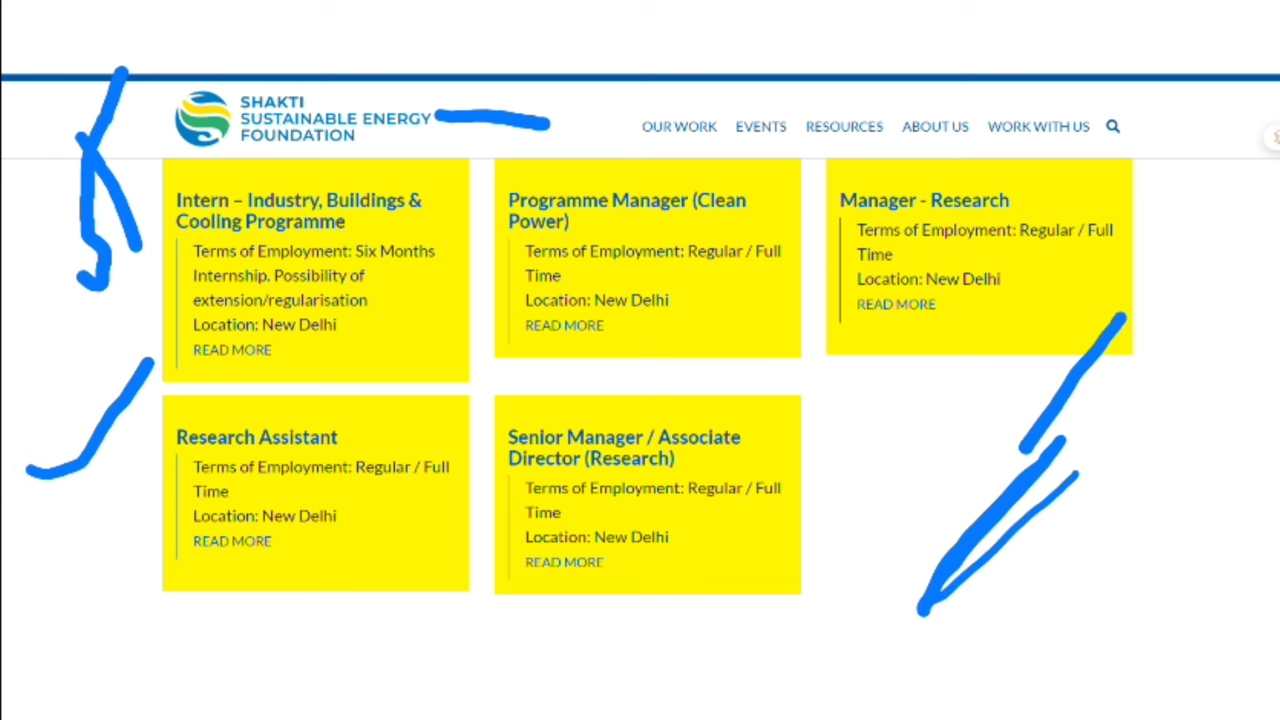 SHAKTI
SUSTAINABLE ENERGY
FOUNDATION
OUR WORK EVENTS RESOURCES ABOUT US WORK WITH US
Intern – Industry, Buildings &
Cooling Programme
Terms of Employment: Six Months
Internship. Possibility of
extension/regularisation
Location: New Delhi
READ MORE
Programme Manager (Clean
Power)
Terms of Employment: Regular / Full
Time
Location: New Delhi
READ MORE
Manager - Research
Terms of Employment: Regular / Full
Time
Location: New Delhi
READ MORE
Research Assistant
Terms of Employment: Regular / Full
Time
Location: New Delhi
READ MORE
Senior Manager / Associate
Director (Research)
Terms of Employment: Regular / Full
Time
Location: New Delhi
READ MORE